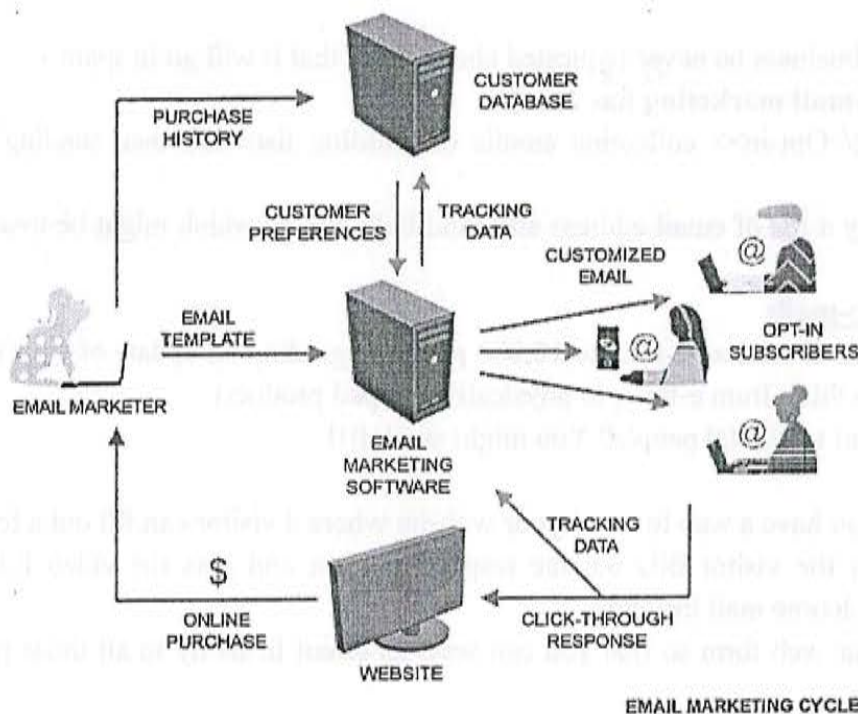 CUSTOMER
DATABASE
PURCHASE
HISTORY
CUSTOMER
PREFERENCES
TRACKING
DATA
CUSTOMIZED
EMAIL
@
@
@
OPT-IN
SUBSCRIBERS
EMAIL
TEMPLATE
EMAIL MARKETER
EMAIL
MARKETING
SOFTWARE
TRACKING
DATA
$
ONLINE
PURCHASE
CLICK-THROUGH
RESPONSE
WEBSITE
EMAIL MARKETING CYCLE